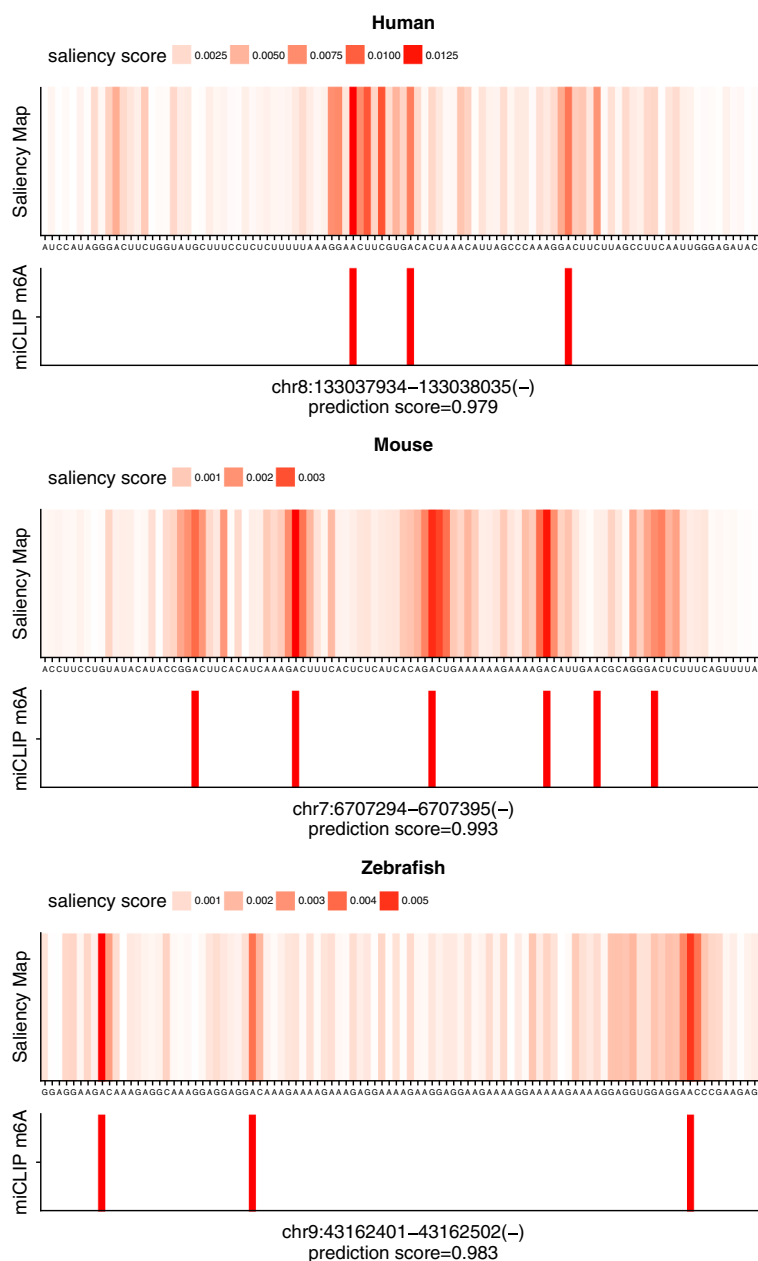 Human
saliency score 0.0025 0.0050 0.0075 0.0100 0.0125
Saliency Map
AUCCAUAGGGACUUCUGGUAUGCUUUCCUCUCUUUUUAAAGGAACUUCGUGACACUAAACAUUAGCCCAAAGGACUUCUUAGCCUUCAAUUGGGAGAUAC
miCLIP m6A
chr8:133037934−133038035(−)
prediction score=0.979
Mouse
saliency score 0.001 0.002 0.003
Saliency Map
ACCUUCCUGUAUACAUACCGGACUUCACAUCAAAGACUUUCACUCUCAUCACAGACUGAAAAAAGAAAAGACAUUGAACGCAGGGACUCUUUCAGUUUUA
miCLIP m6A
chr7:6707294−6707395(−)
prediction score=0.993
Zebrafish
saliency score 0.001 0.002 0.003 0.004 0.005
Saliency Map
GGAGGAAGACAAAGAGGCAAAGGAGGAGGACAAAGAAAAGAAAGAGGAAAAGAAGGAGGAAGAAAAGGAAAAAGAAAAGGAGGUGGAGGAACCCGAAGAG
miCLIP m6A
chr9:43162401−43162502(−)
prediction score=0.983